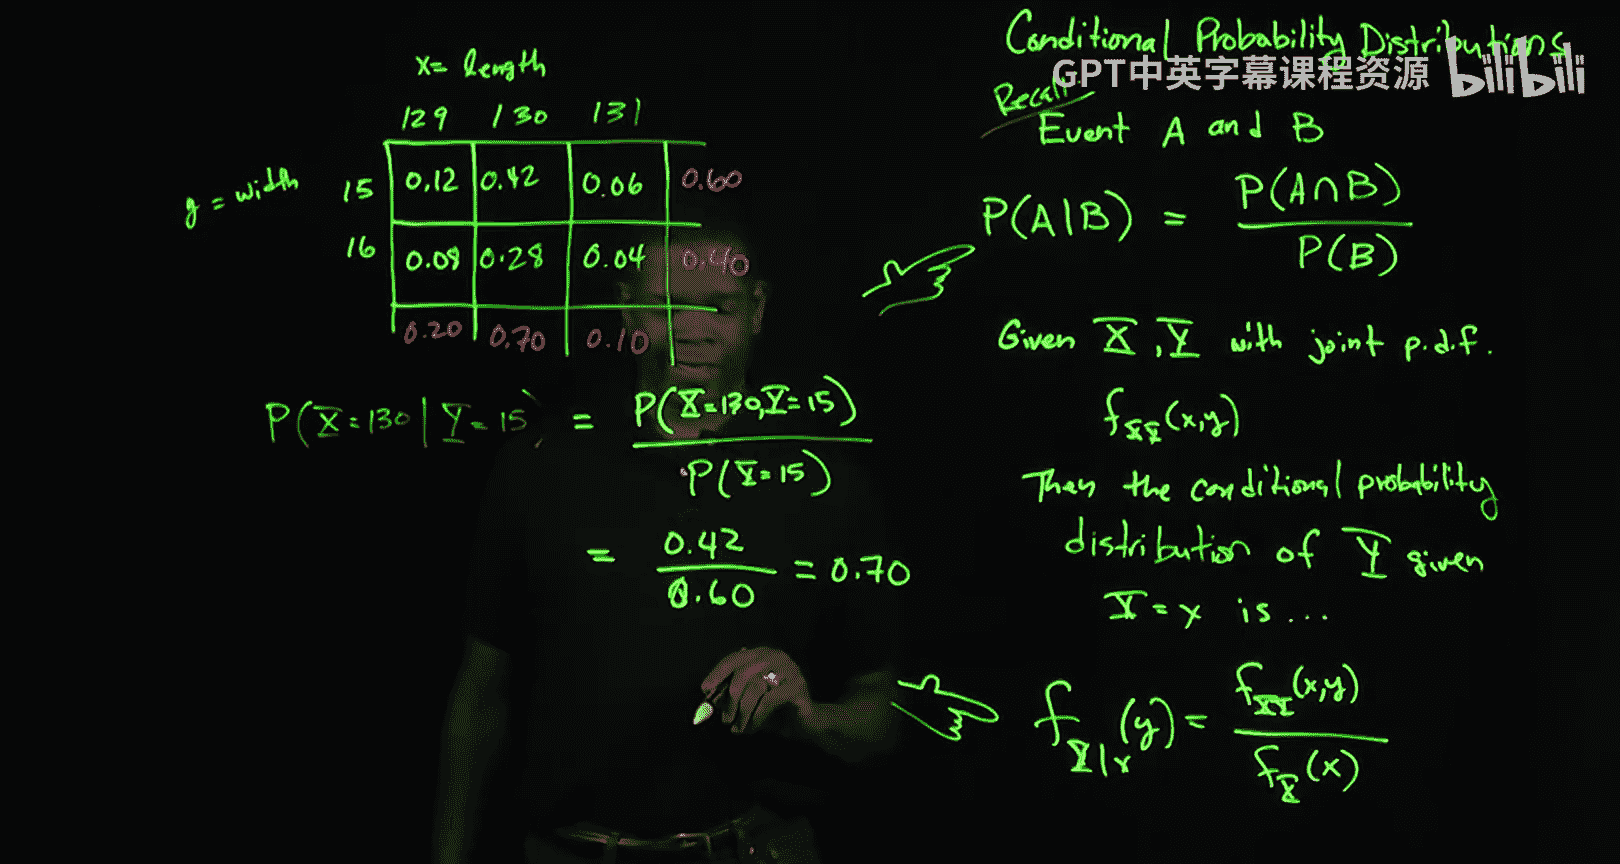 x = length
129 130 131
y = width
15 0.12 0.42 0.06 0.60
16 0.08 0.28 0.04 0.40
0.20 0.70 0.10
P(X=130 | Y=15) = P(X=130, Y=15) / P(Y=15)
= 0.42 / 0.60 = 0.70
Conditional Probability Distributions
GPT中英字幕课程资源 bilibili
Recall
Event A and B
P(A|B) = P(A∩B) / P(B)
Given X, Y with joint p.d.f.
f_XY(x,y)
Then the conditional probability
distribution of Y given
X = x is ...
f_Y|x(y) = f_XY(x,y) / f_X(x)